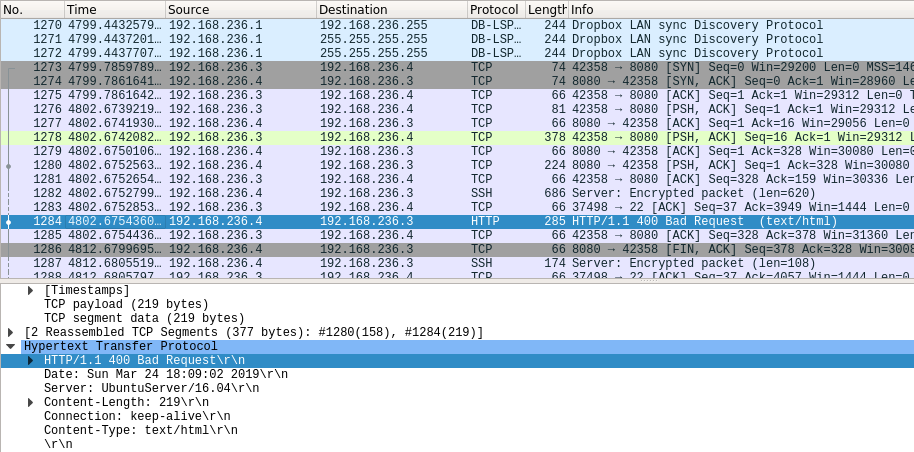 No. Time Source Destination Protocol Length Info
1270 4799.4432579… 192.168.236.1 192.168.236.255 DB-LSP… 244 Dropbox LAN sync Discovery Protocol
1271 4799.4437201… 192.168.236.1 255.255.255.255 DB-LSP… 244 Dropbox LAN sync Discovery Protocol
1272 4799.4437707… 192.168.236.1 255.255.255.255 DB-LSP… 244 Dropbox LAN sync Discovery Protocol
1273 4799.7859789… 192.168.236.3 192.168.236.4 TCP 74 42358 → 8080 [SYN] Seq=0 Win=29200 Len=0 MSS=146
1274 4799.7861641… 192.168.236.4 192.168.236.3 TCP 74 8080 → 42358 [SYN, ACK] Seq=0 Ack=1 Win=28960 L
1275 4799.7861642… 192.168.236.3 192.168.236.4 TCP 66 42358 → 8080 [ACK] Seq=1 Ack=1 Win=29312 Len=0 T
1276 4802.6739219… 192.168.236.3 192.168.236.4 TCP 81 42358 → 8080 [PSH, ACK] Seq=1 Ack=1 Win=29312 L
1277 4802.6741930… 192.168.236.4 192.168.236.3 TCP 66 8080 → 42358 [ACK] Seq=1 Ack=16 Win=29056 Len=0
1278 4802.6742082… 192.168.236.3 192.168.236.4 TCP 378 42358 → 8080 [PSH, ACK] Seq=16 Ack=1 Win=29312 L
1279 4802.6750106… 192.168.236.4 192.168.236.3 TCP 66 8080 → 42358 [ACK] Seq=1 Ack=328 Win=30080 Len=0
1280 4802.6752563… 192.168.236.4 192.168.236.3 TCP 224 8080 → 42358 [PSH, ACK] Seq=1 Ack=328 Win=30080
1281 4802.6752654… 192.168.236.3 192.168.236.4 TCP 66 42358 → 8080 [ACK] Seq=328 Ack=159 Win=30336 Len
1282 4802.6752799… 192.168.236.4 192.168.236.3 SSH 686 Server: Encrypted packet (len=620)
1283 4802.6752853… 192.168.236.3 192.168.236.4 TCP 66 37498 → 22 [ACK] Seq=37 Ack=3949 Win=1444 Len=0
1284 4802.6754360… 192.168.236.4 192.168.236.3 HTTP 285 HTTP/1.1 400 Bad Request (text/html)
1285 4802.6754436… 192.168.236.3 192.168.236.4 TCP 66 42358 → 8080 [ACK] Seq=328 Ack=378 Win=31360 Len
1286 4812.6799695… 192.168.236.4 192.168.236.3 TCP 66 8080 → 42358 [FIN, ACK] Seq=378 Ack=328 Win=3008
1287 4812.6805519… 192.168.236.4 192.168.236.3 SSH 174 Server: Encrypted packet (len=108)
1288 4812.6805797… 192.168.236.3 192.168.236.4 TCP 66 37498 → 22 [ACK] Seq=37 Ack=4057 Win=1444 Len=0
[Timestamps]
TCP payload (219 bytes)
TCP segment data (219 bytes)
[2 Reassembled TCP Segments (377 bytes): #1280(158), #1284(219)]
Hypertext Transfer Protocol
HTTP/1.1 400 Bad Request\r\n
Date: Sun Mar 24 18:09:02 2019\r\n
Server: UbuntuServer/16.04\r\n
Content-Length: 219\r\n
Connection: keep-alive\r\n
Content-Type: text/html\r\n
\r\n